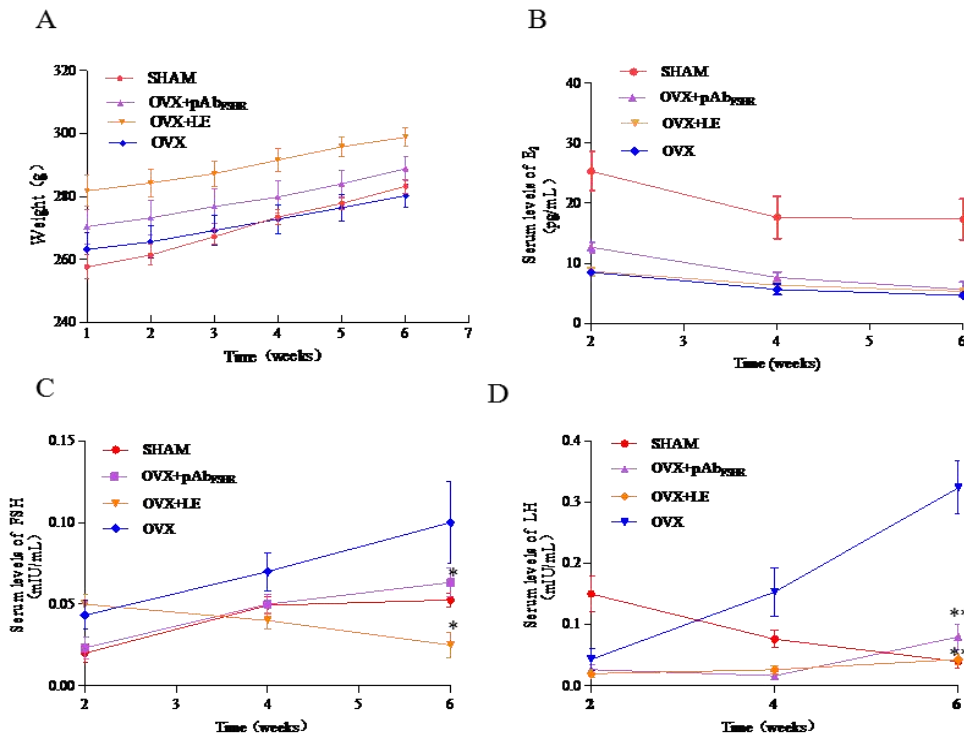 A
320
300
280
260
240
Weight (g)
SHAM
OVX+pAbFSHR
OVX+LE
OVX
1 2 3 4 5 6 7
Time (weeks)
B
40
30
20
10
0
Serum levels of E2
(pg/mL)
SHAM
OVX+pAbFSHR
OVX+LE
OVX
2 3 4 5 6
Time (weeks)
C
0.15
0.10
0.05
0.00
Serum levels of FSH
(mIU/mL)
SHAM
OVX+pAbFSHR
OVX+LE
OVX
*
*
2 4 6
Time (weeks)
D
0.4
0.3
0.2
0.1
0.0
Serum levels of LH
(mIU/mL)
SHAM
OVX+pAbFSHR
OVX+LE
OVX
**
**
2 4 6
Time (weeks)